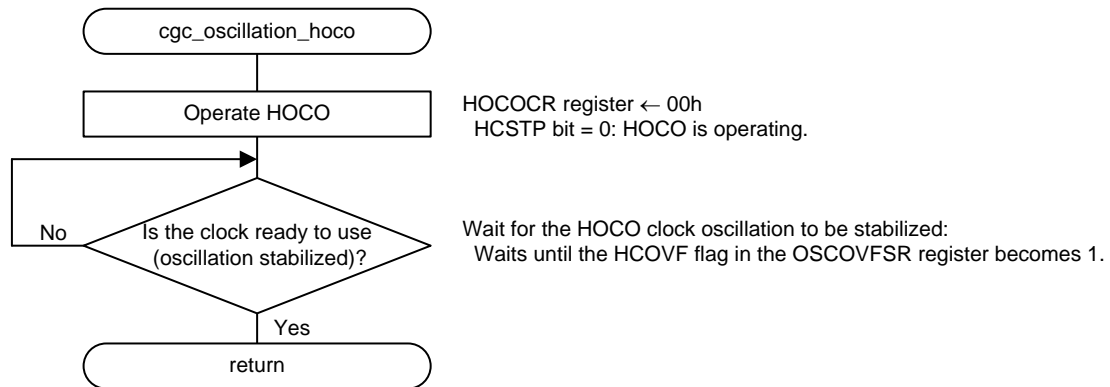 cgc_oscillation_hoco
Operate HOCO
HOCOCR register ← 00h
HCSTP bit = 0: HOCO is operating.
No
Is the clock ready to use
(oscillation stabilized)?
Wait for the HOCO clock oscillation to be stabilized:
Waits until the HCOVF flag in the OSCOVFSR register becomes 1.
Yes
return